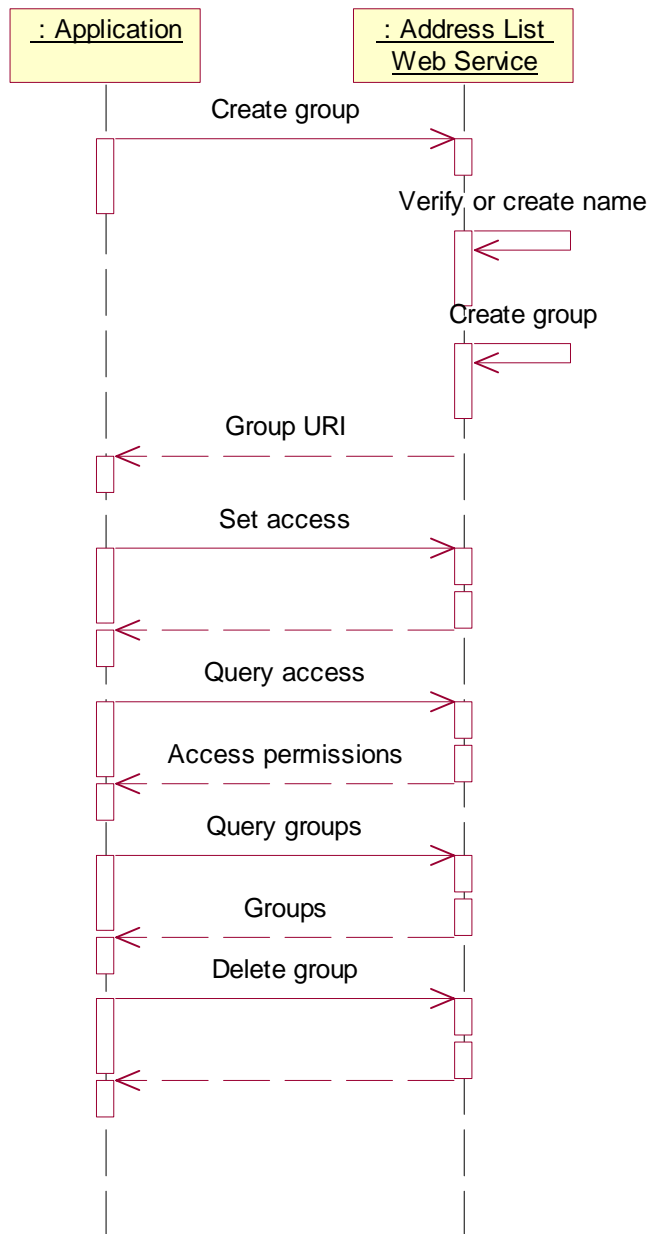 : Application
: Address List
Web Service
Create group
Verify or create name
Create group
Group URI
Set access
Query access
Access permissions
Query groups
Groups
Delete group